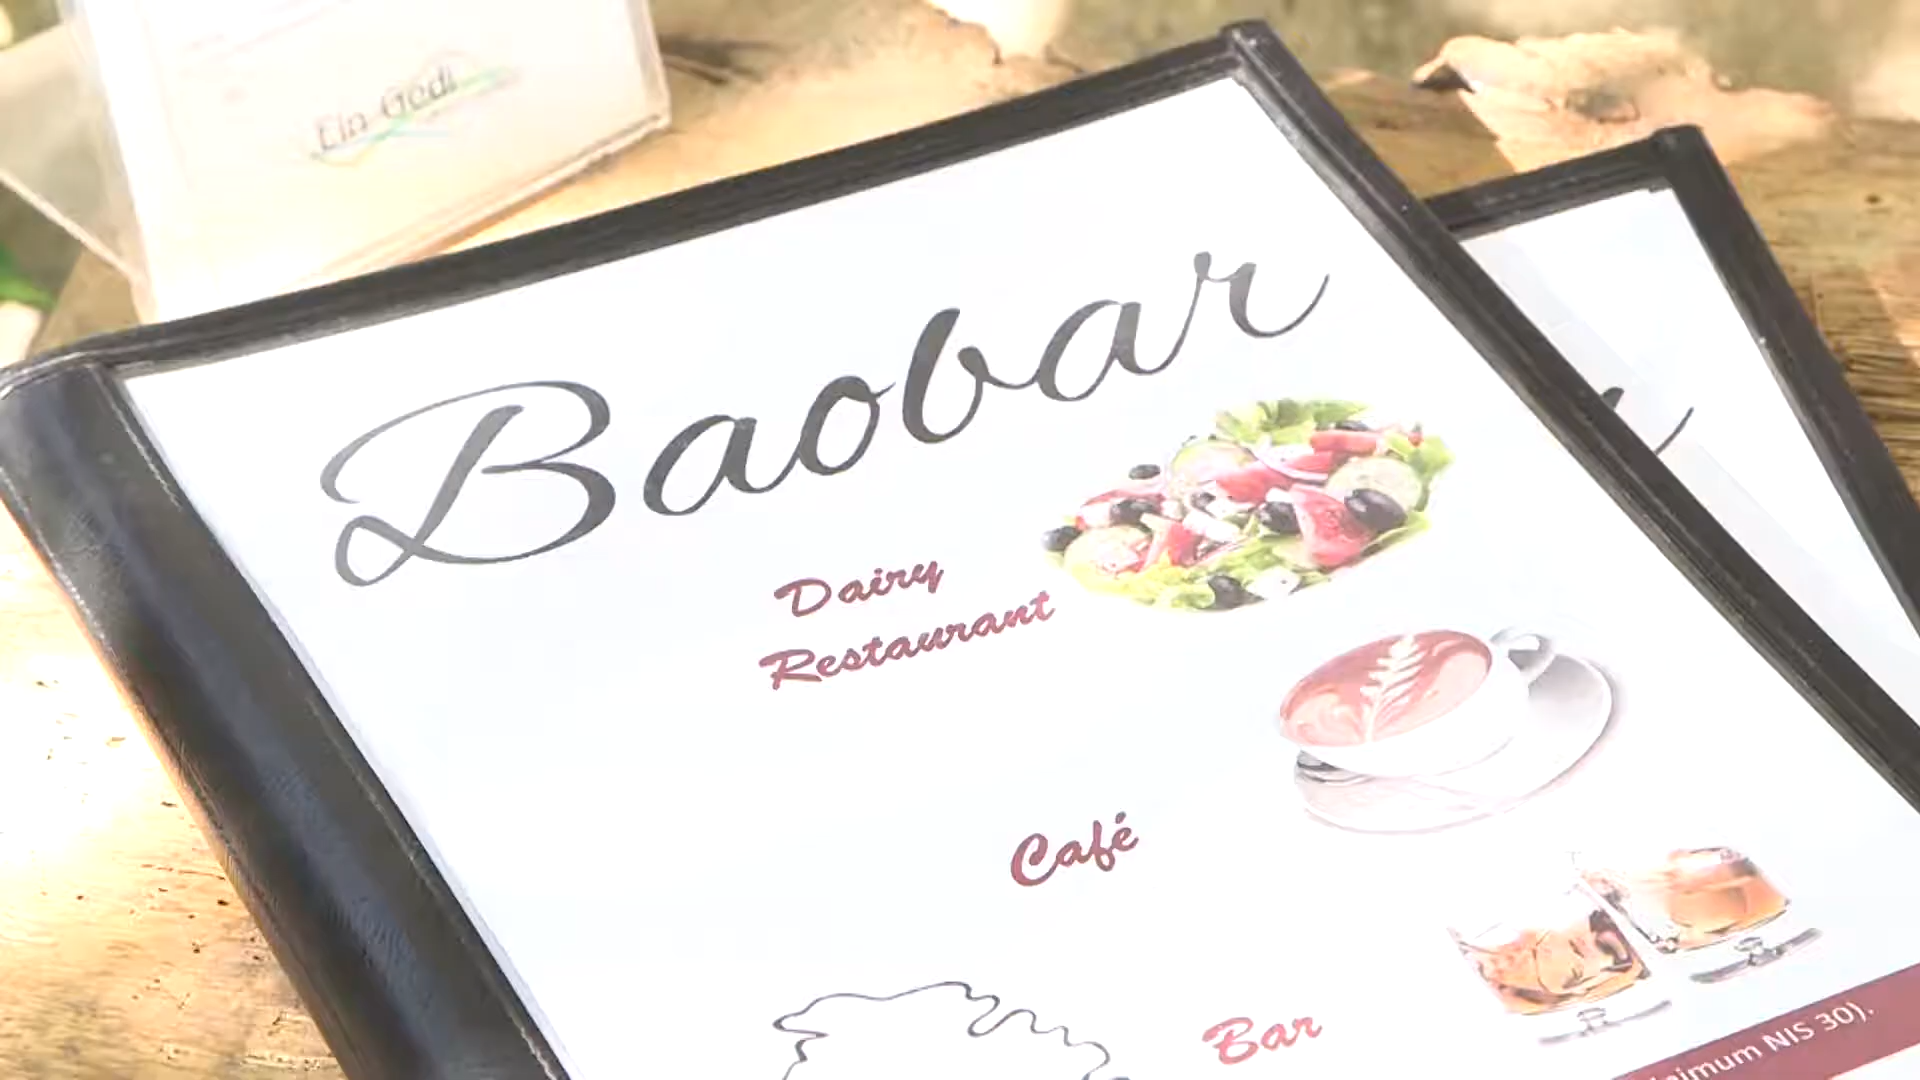 Ein Gedi
Baobar
Dairy
Restaurant
Café
Bar
NIS 30).